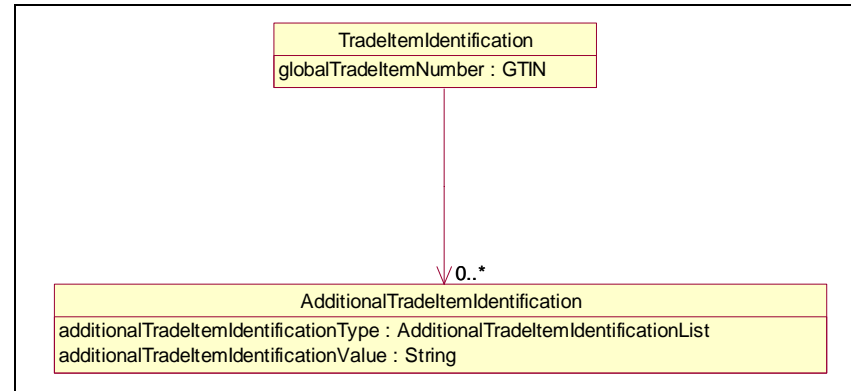 TradeItemIdentification
globalTradeItemNumber : GTIN
0..*
AdditionalTradeItemIdentification
additionalTradeItemIdentificationType : AdditionalTradeItemIdentificationList
additionalTradeItemIdentificationValue : String